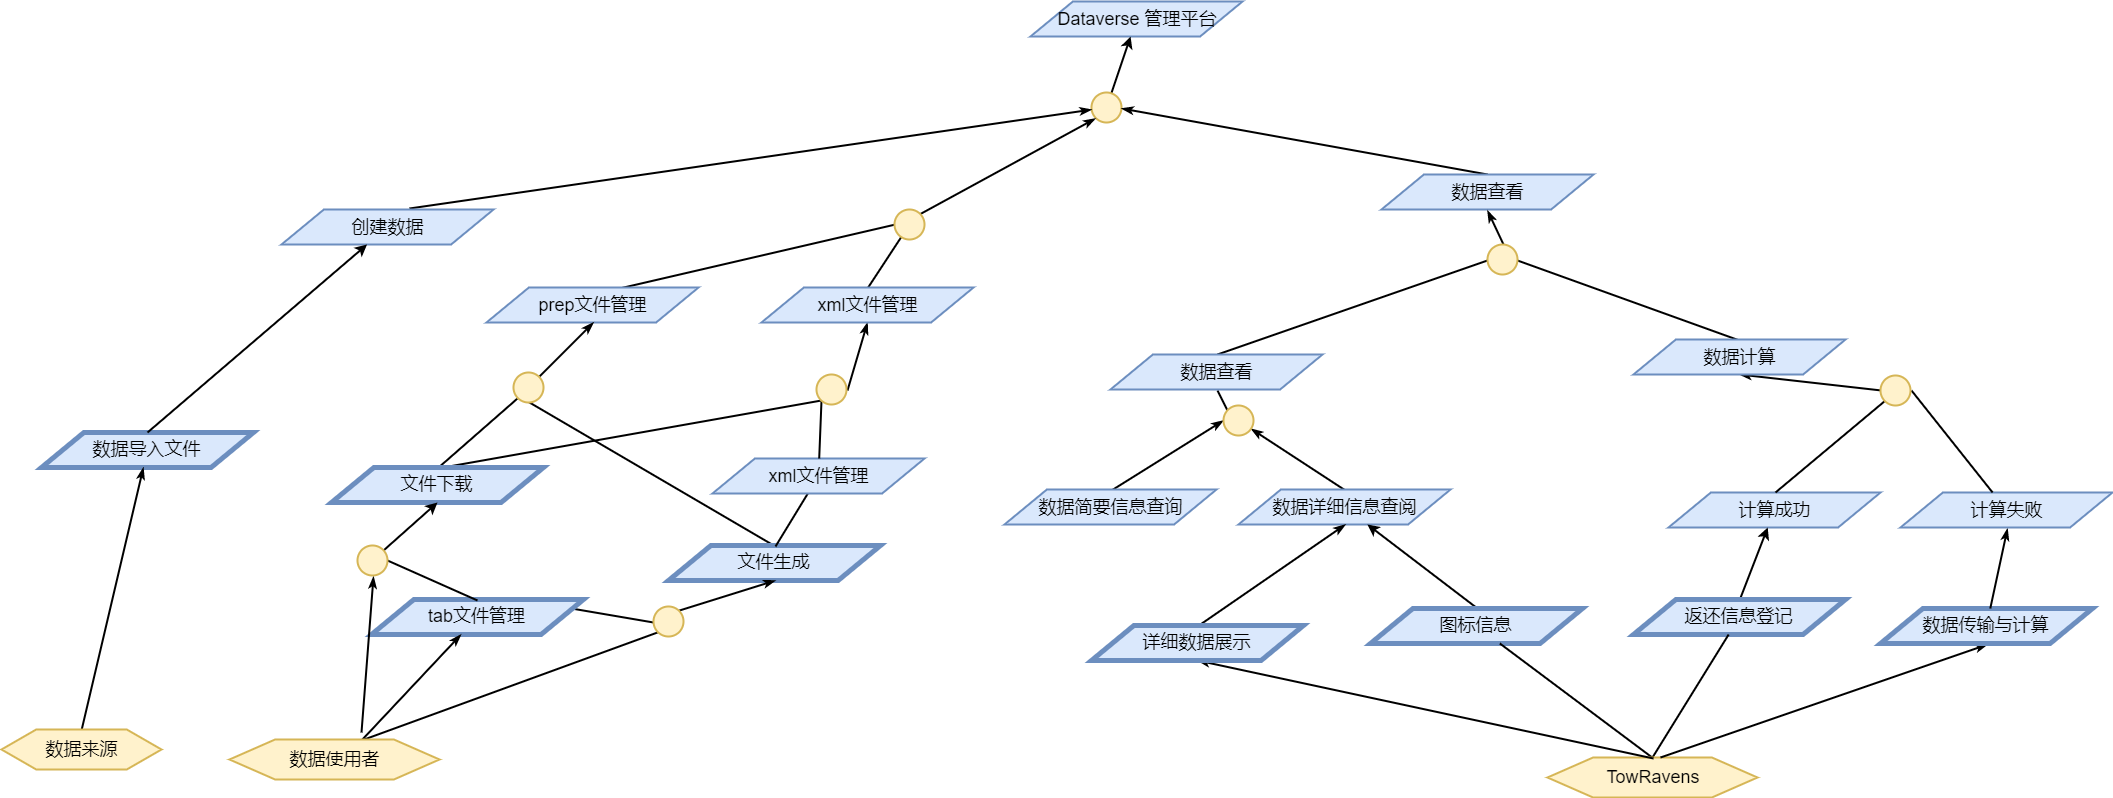 Dataverse 管理平台
数据查看
创建数据
prep文件管理
xml文件管理
数据计算
数据查看
数据导入文件
文件下载
xml文件管理
数据简要信息查询
数据详细信息查阅
计算成功
计算失败
文件生成
tab文件管理
返还信息登记
图标信息
数据传输与计算
详细数据展示
数据来源
数据使用者
TowRavens